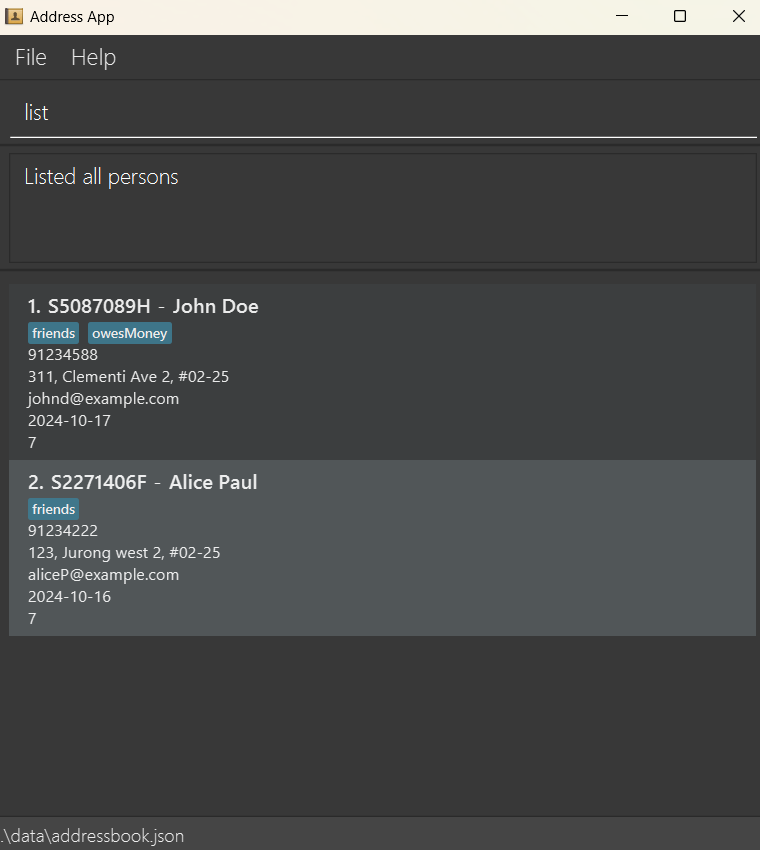 Address App
File Help
list
Listed all persons
1. S5087089H - John Doe
friends owesMoney
91234588
311, Clementi Ave 2, #02-25
johnd@example.com
2024-10-17
7
2. S2271406F - Alice Paul
friends
91234222
123, Jurong west 2, #02-25
aliceP@example.com
2024-10-16
7
.\data\addressbook.json